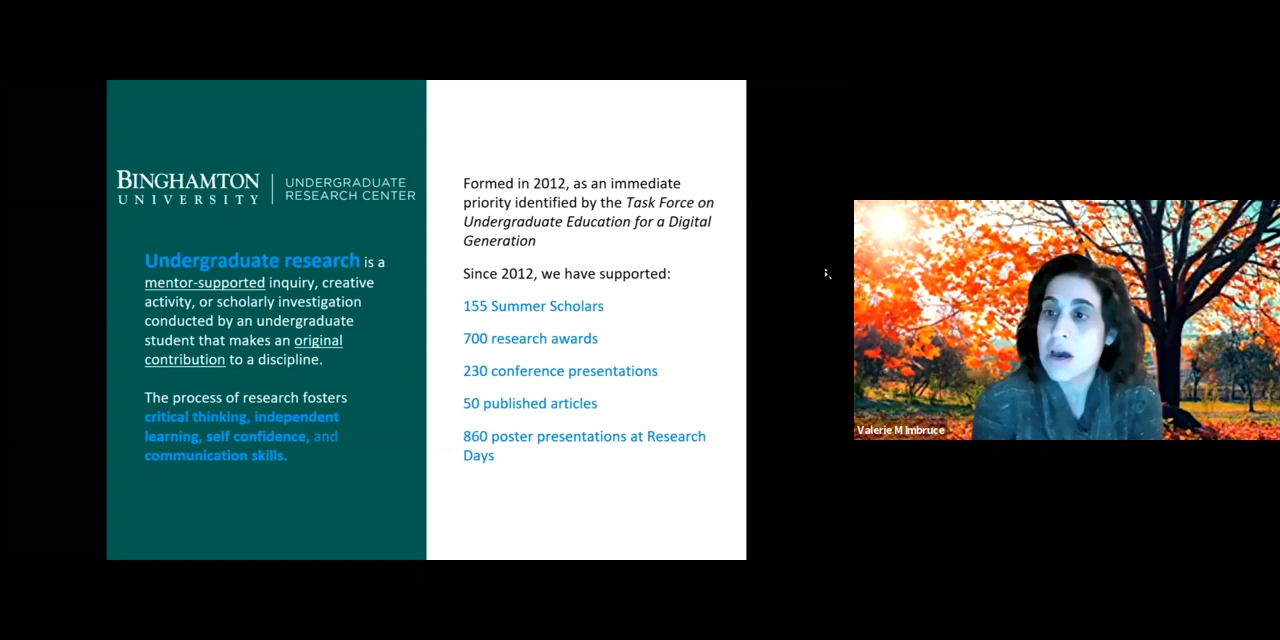 BINGHAMTON
UNIVERSITY
UNDERGRADUATE
RESEARCH CENTER
Undergraduate research is a
mentor-supported inquiry, creative
activity, or scholarly investigation
conducted by an undergraduate
student that makes an original
contribution to a discipline.
The process of research fosters
critical thinking, independent
learning, self confidence, and
communication skills.
Formed in 2012, as an immediate
priority identified by the Task Force on
Undergraduate Education for a Digital
Generation
Since 2012, we have supported:
155 Summer Scholars
700 research awards
230 conference presentations
50 published articles
860 poster presentations at Research
Days
Valerie M Imbruce